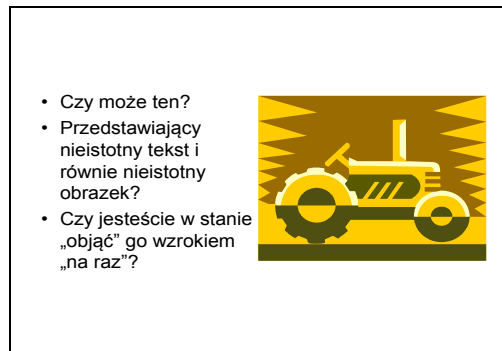 • Czy może ten?
• Przedstawiający
nieistotny tekst i
równie nieistotny
obrazek?
• Czy jesteście w stanie
„objąć” go wzrokiem
„na raz”?